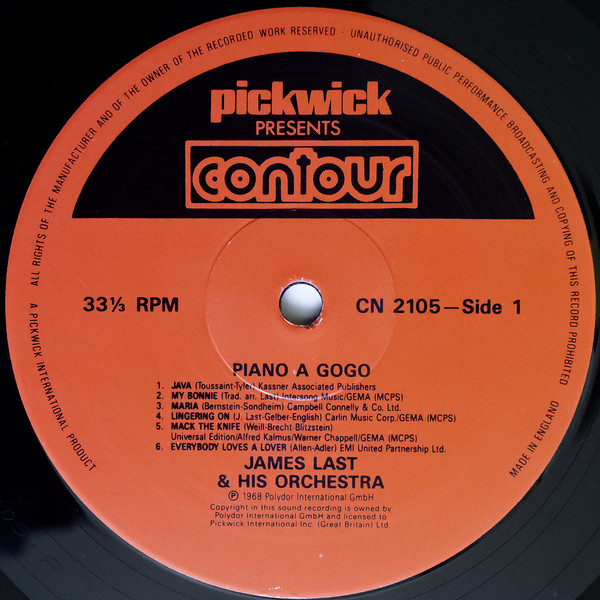 ALL RIGHTS OF THE MANUFACTURER AND OF THE OWNER OF THE RECORDED WORK RESERVED · UNAUTHORISED PUBLIC PERFORMANCE BROADCASTING AND COPYING OF THIS RECORD PROHIBITED
pickwick
PRESENTS
contour
33⅓ RPM
CN 2105—Side 1
PIANO A GOGO
1. JAVA (Toussaint-Tyler) Kassner Associated Publishers
2. MY BONNIE (Trad. arr. Last) Intersong Music/GEMA (MCPS)
3. MARIA (Bernstein-Sondheim) Campbell Connelly & Co. Ltd.
4. LINGERING ON (J. Last-Gelber-English) Carlin Music Corp./GEMA (MCPS)
5. MACK THE KNIFE (Weill-Brecht-Blitzstein)
Universal Edition/Alfred Kalmus/Warner Chappell/GEMA (MCPS)
6. EVERYBODY LOVES A LOVER (Allen-Adler) EMI United Partnership Ltd.
JAMES LAST
& HIS ORCHESTRA
℗ 1968 Polydor International GmbH
Copyright in this sound recording is owned by
Polydor International GmbH and licensed to
Pickwick International Inc. (Great Britain) Ltd.
A PICKWICK INTERNATIONAL PRODUCT
MADE IN ENGLAND